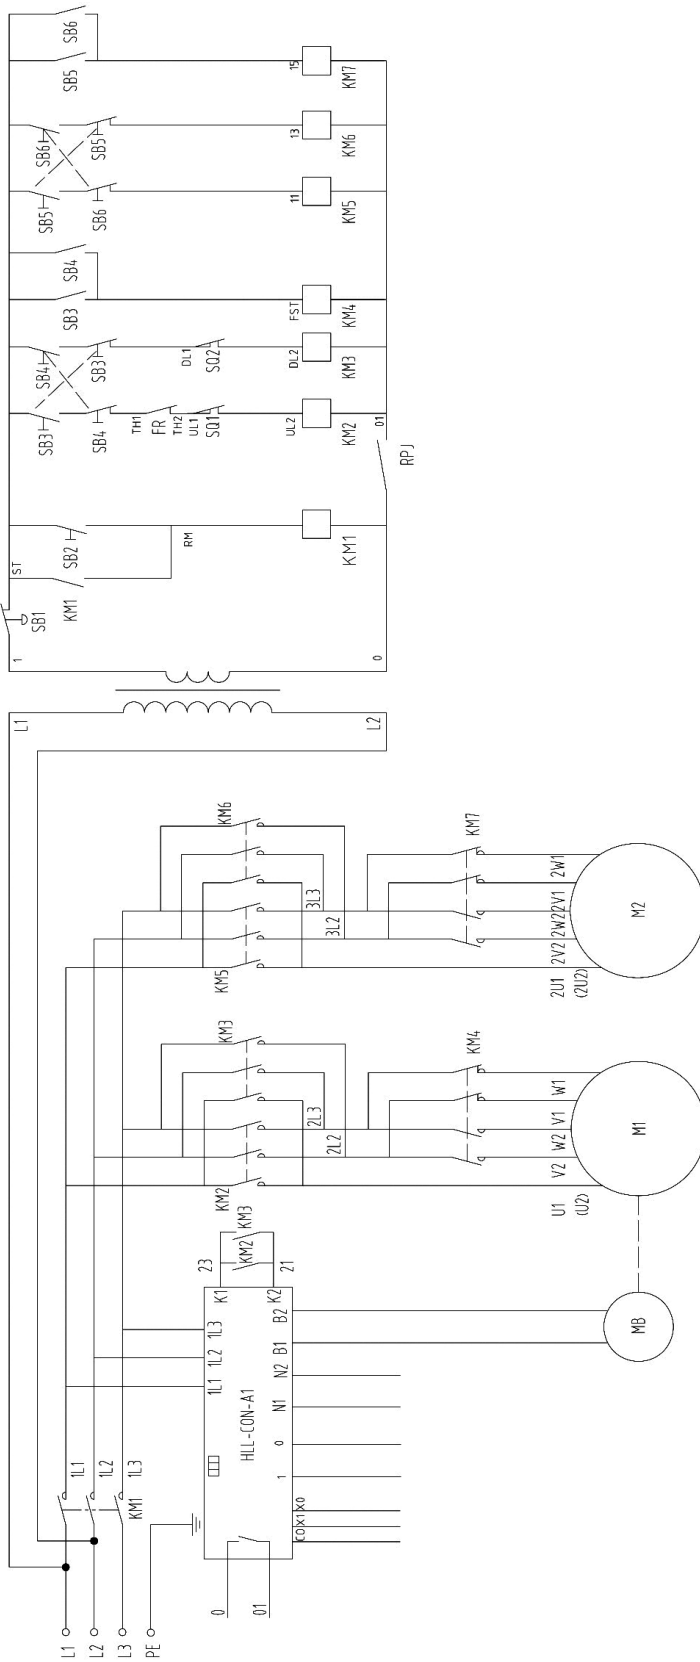 L1
L2
L3
PE
1L1
1L2
1L3
KM1
0
01
HLL-CON-A1
1L1
1L2
1L3
K1
K2
23
21
KM2
KM3
C0
X1
X0
1
0
N1
N2
B1
B2
MB
KM2
KM3
2L2
2L3
KM4
U1
(U2)
V2
W2
V1
W1
M1
KM5
KM6
3L2
3L3
KM7
2U1
(2U2)
2V2
2W2
2V1
2W1
M2
L1
L2
1
0
SB1
ST
KM1
SB2
RM
KM1
RPJ
01
SB3
SB4
TH1
FR
TH2
UL1
SQ1
UL2
KM2
SB4
SB3
DL1
SQ2
DL2
KM3
SB3
SB4
FST
KM4
SB5
SB6
11
KM5
SB6
SB5
13
KM6
SB5
SB6
15
KM7